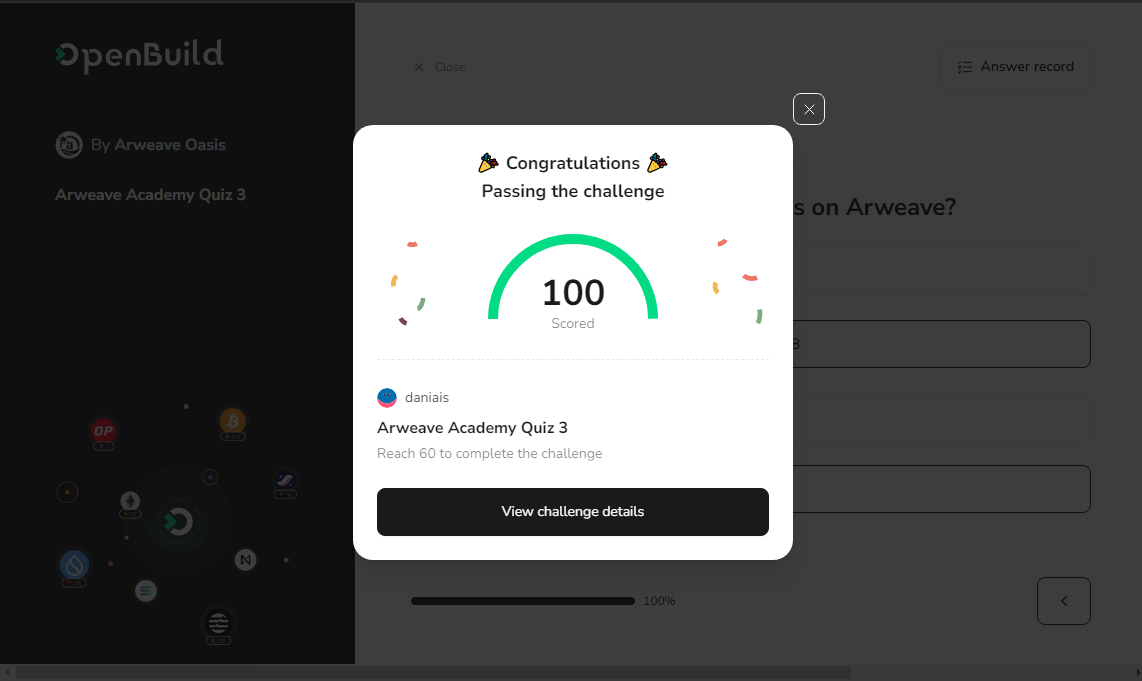 OpenBuild
Close
Answer record
By Arweave Oasis
Arweave Academy Quiz 3
s on Arweave?
B
Congratulations
Passing the challenge
100
Scored
daniais
Arweave Academy Quiz 3
Reach 60 to complete the challenge
View challenge details
OP
100%